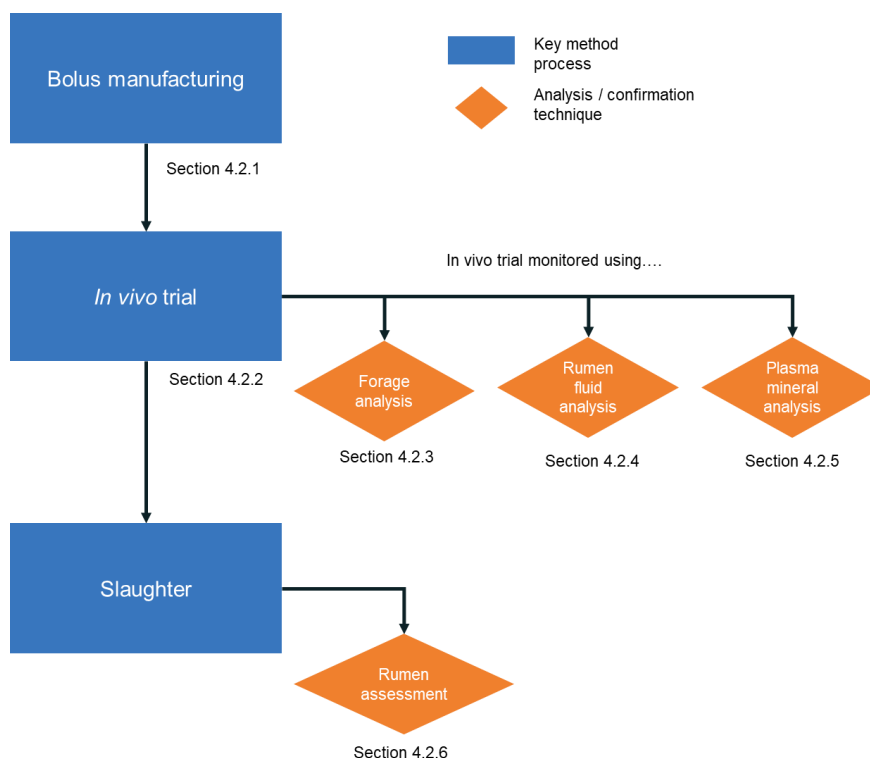 Bolus manufacturing
Key method
process
Analysis / confirmation
technique
Section 4.2.1
In vivo trial
In vivo trial monitored using….
Section 4.2.2
Forage
analysis
Rumen
fluid
analysis
Plasma
mineral
analysis
Section 4.2.3
Section 4.2.4
Section 4.2.5
Slaughter
Rumen
assessment
Section 4.2.6